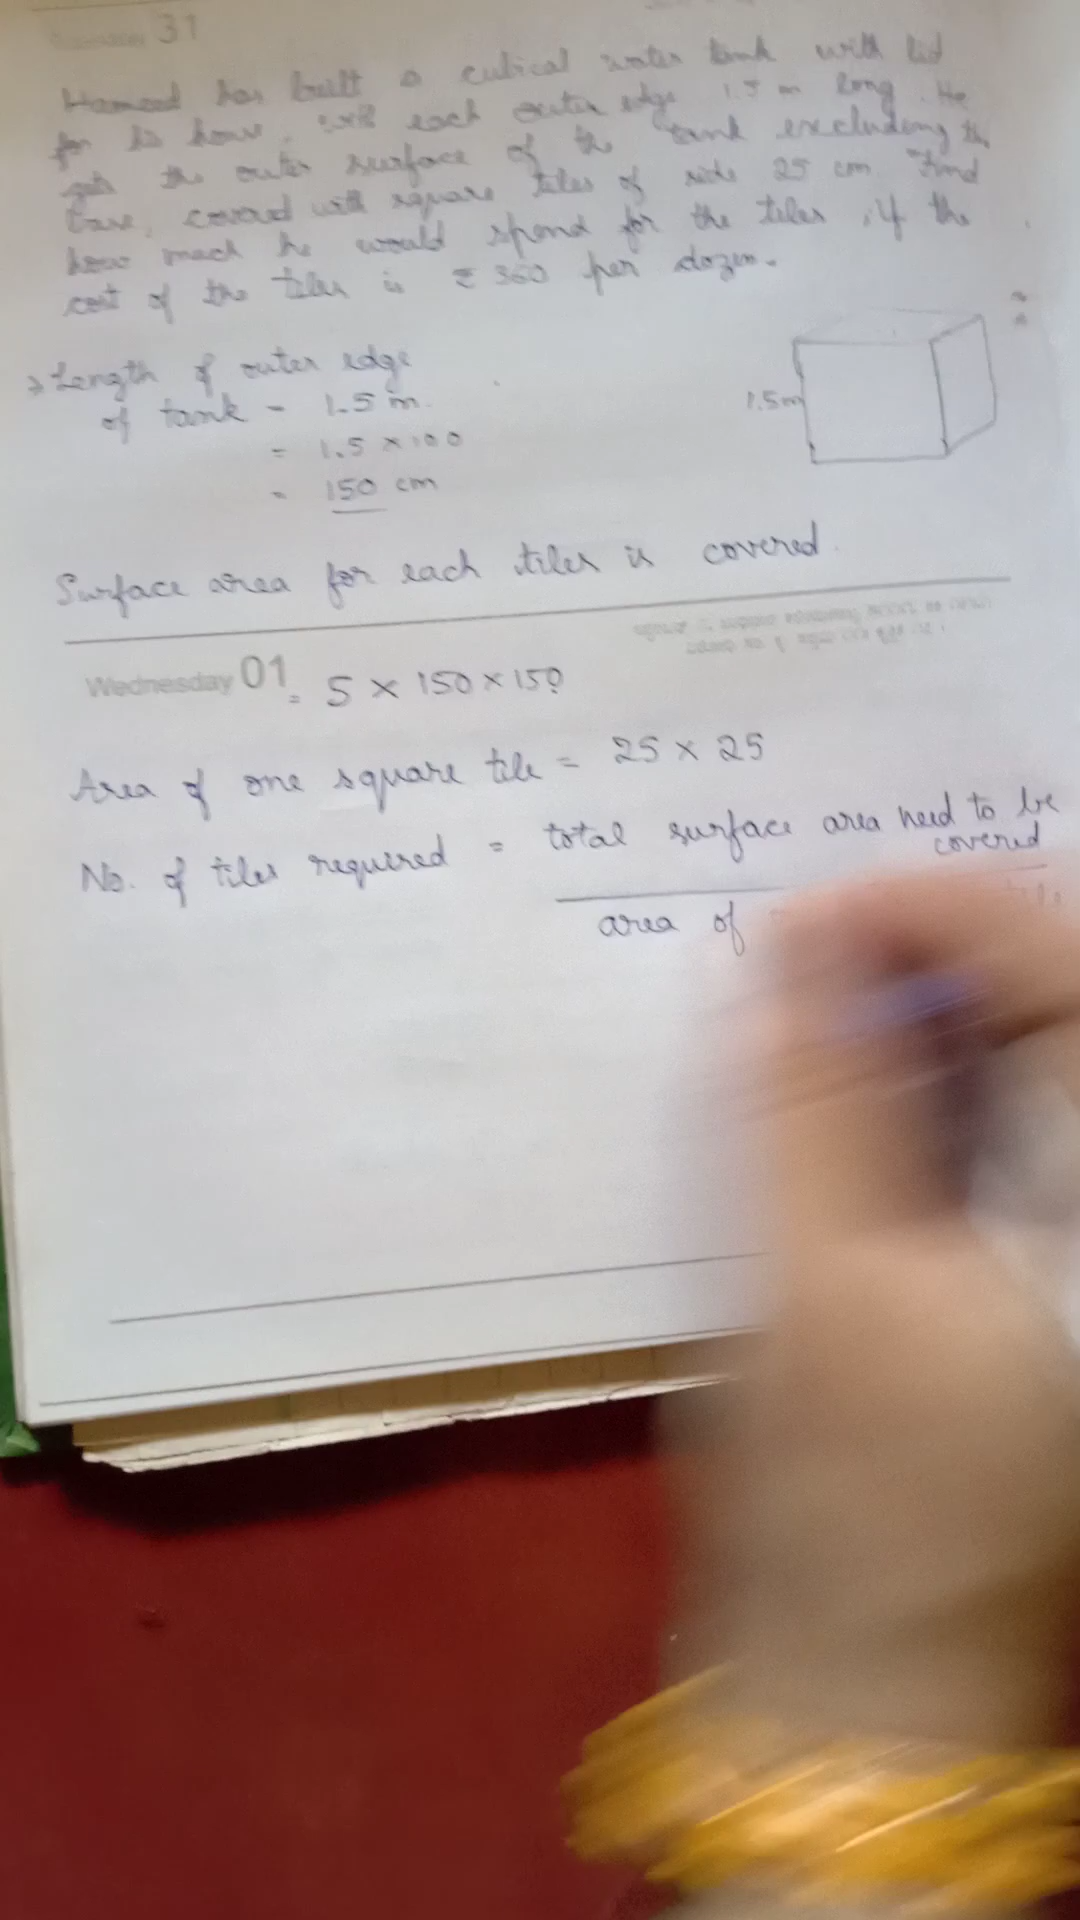 31
Hameed has built a cubical water tank with lid
for his house, with each outer edge 1.5 m long. He
gets the outer surface of the tank excluding the
base, covered with square tiles of side 25 cm. Find
how much he would spend for the tiles, if the
cost of the tiles is ₹ 360 per dozen.
Length of outer edge
of tank = 1.5 m.
= 1.5 × 100
= 150 cm
1.5m
Surface area for each tiles is covered
Wednesday 01
= 5 × 150 × 150
Area of one square tile = 25 × 25
No. of tiles required = total surface area need to be
covered
area of